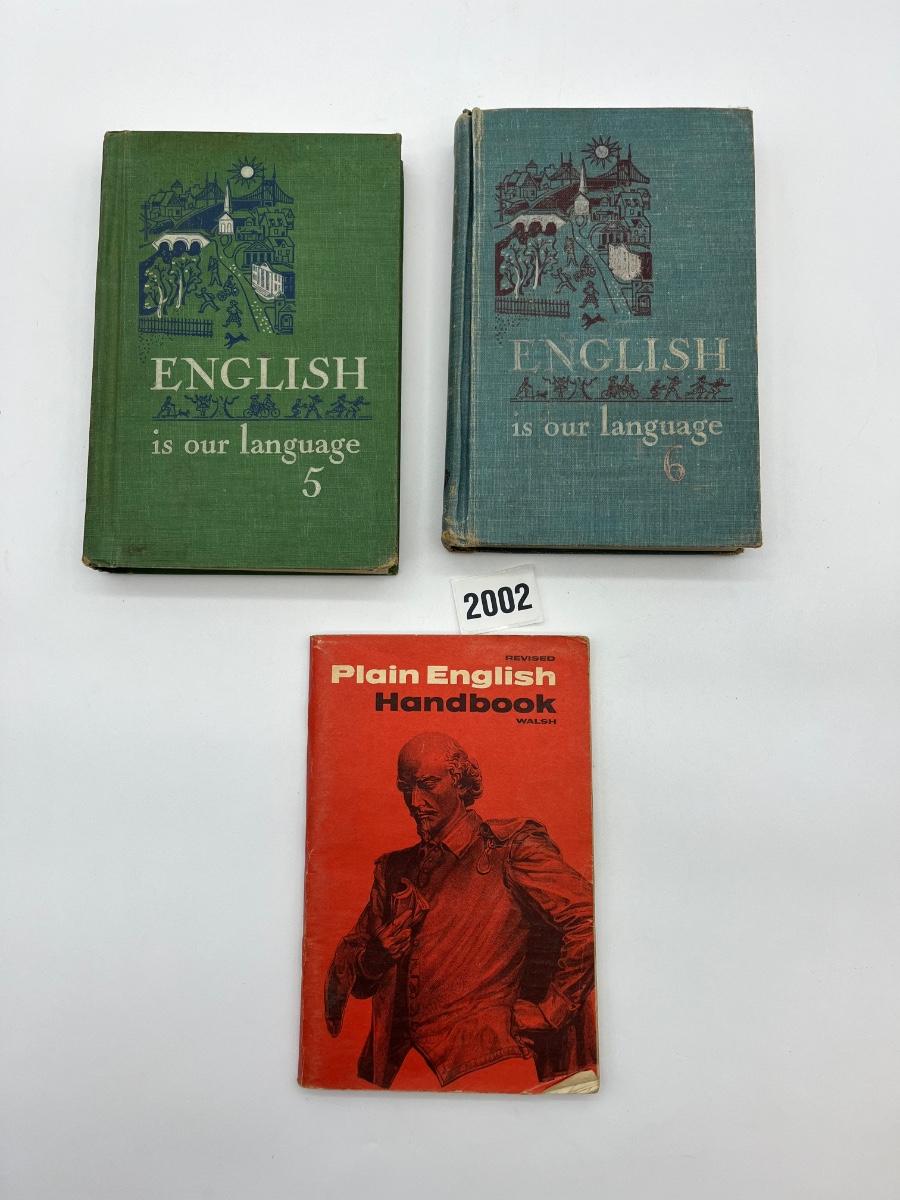 ENGLISH
is our language
5
ENGLISH
is our language
6
2002
REVISED
Plain English
Handbook
WALSH